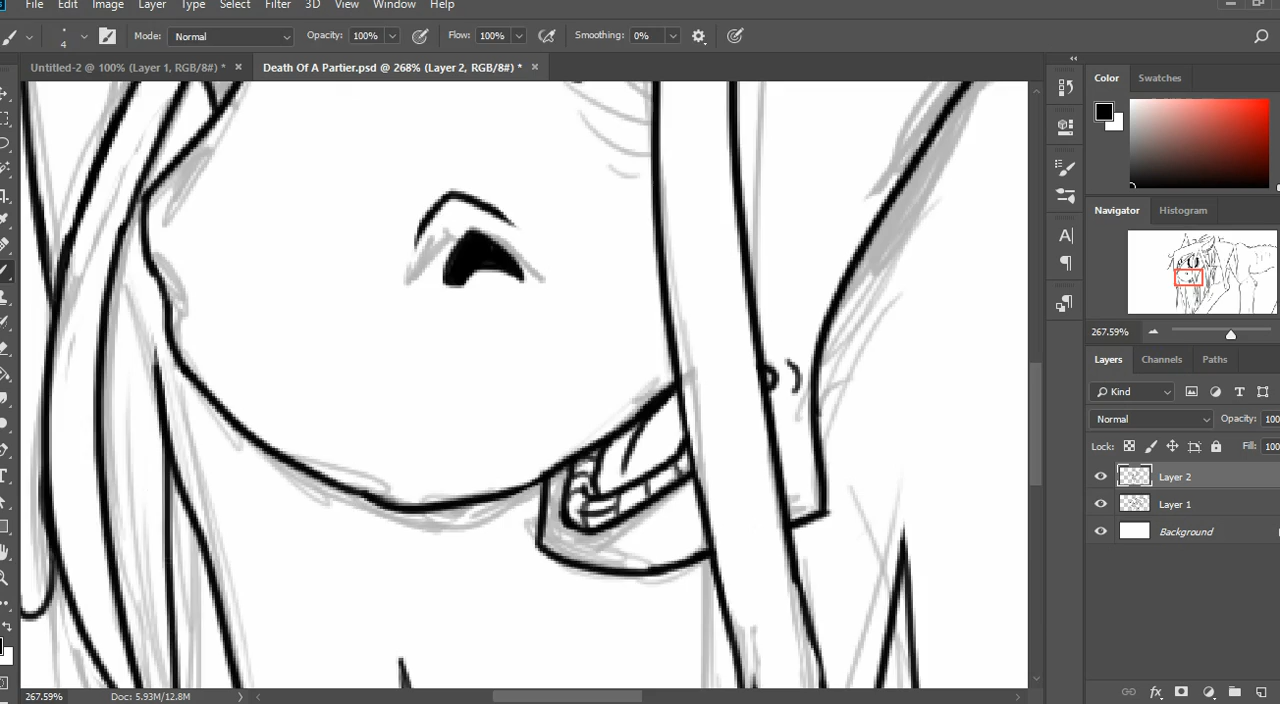 File Edit Image Layer Type Select Filter 3D View Window Help
4 Mode: Normal Opacity: 100% Flow: 100% Smoothing: 0%
Untitled-2 @ 100% (Layer 1, RGB/8#) * × Death Of A Partier.psd @ 268% (Layer 2, RGB/8#) * ×
Color Swatches
Navigator Histogram
267.59%
Layers Channels Paths
Kind
Normal Opacity: 100
Lock: Fill: 100
Layer 2
Layer 1
Background
267.59% Doc: 5.93M/12.8M